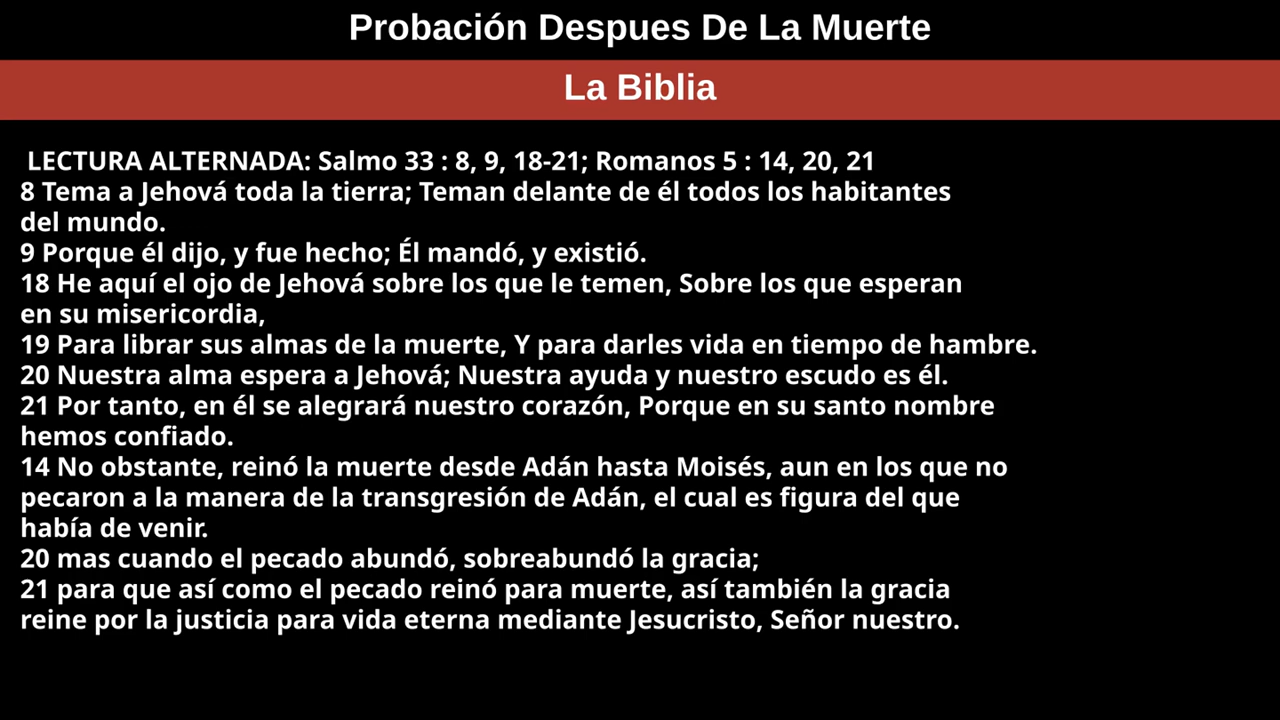 Probación Despues De La Muerte
La Biblia
LECTURA ALTERNADA: Salmo 33 : 8, 9, 18-21; Romanos 5 : 14, 20, 21
8 Tema a Jehová toda la tierra; Teman delante de él todos los habitantes
del mundo.
9 Porque él dijo, y fue hecho; Él mandó, y existió.
18 He aquí el ojo de Jehová sobre los que le temen, Sobre los que esperan
en su misericordia,
19 Para librar sus almas de la muerte, Y para darles vida en tiempo de hambre.
20 Nuestra alma espera a Jehová; Nuestra ayuda y nuestro escudo es él.
21 Por tanto, en él se alegrará nuestro corazón, Porque en su santo nombre
hemos confiado.
14 No obstante, reinó la muerte desde Adán hasta Moisés, aun en los que no
pecaron a la manera de la transgresión de Adán, el cual es figura del que
había de venir.
20 mas cuando el pecado abundó, sobreabundó la gracia;
21 para que así como el pecado reinó para muerte, así también la gracia
reine por la justicia para vida eterna mediante Jesucristo, Señor nuestro.